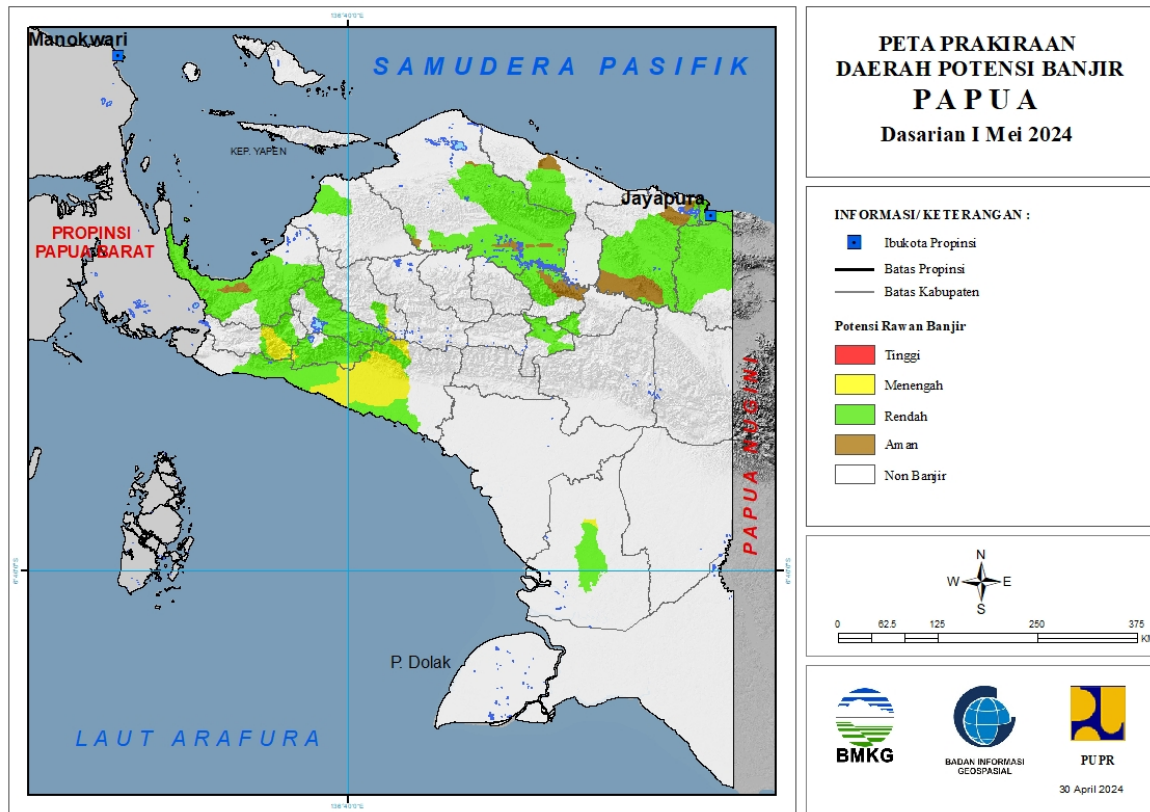 Manokwari
SAMUDERA PASIFIK
KEP. YAPEN
Jayapura
PROPINSI
PAPUA BARAT
PAPUA NUGINI
P. Dolak
LAUT ARAFURA
PETA PRAKIRAAN
DAERAH POTENSI BANJIR
PAPUA
Dasarian I Mei 2024
INFORMASI/ KETERANGAN :
Ibukota Propinsi
Batas Propinsi
Batas Kabupaten
Potensi Rawan Banjir
Tinggi
Menengah
Rendah
Aman
Non Banjir
N
W E
S
0 62.5 125 250 375
KM
BMKG
BADAN INFORMASI
GEOSPASIAL
PUPR
30 April 2024